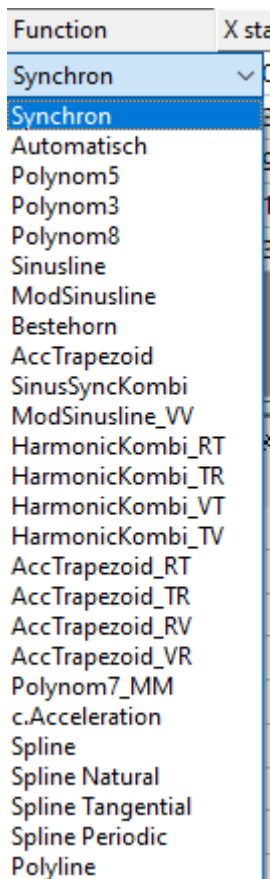 Function X sta
Synchron
Synchron
Automatisch
Polynom5
Polynom3
Polynom8
Sinusline
ModSinusline
Bestehorn
AccTrapezoid
SinusSyncKombi
ModSinusline_VV
HarmonicKombi_RT
HarmonicKombi_TR
HarmonicKombi_VT
HarmonicKombi_TV
AccTrapezoid_RT
AccTrapezoid_TR
AccTrapezoid_RV
AccTrapezoid_VR
Polynom7_MM
c.Acceleration
Spline
Spline Natural
Spline Tangential
Spline Periodic
Polyline